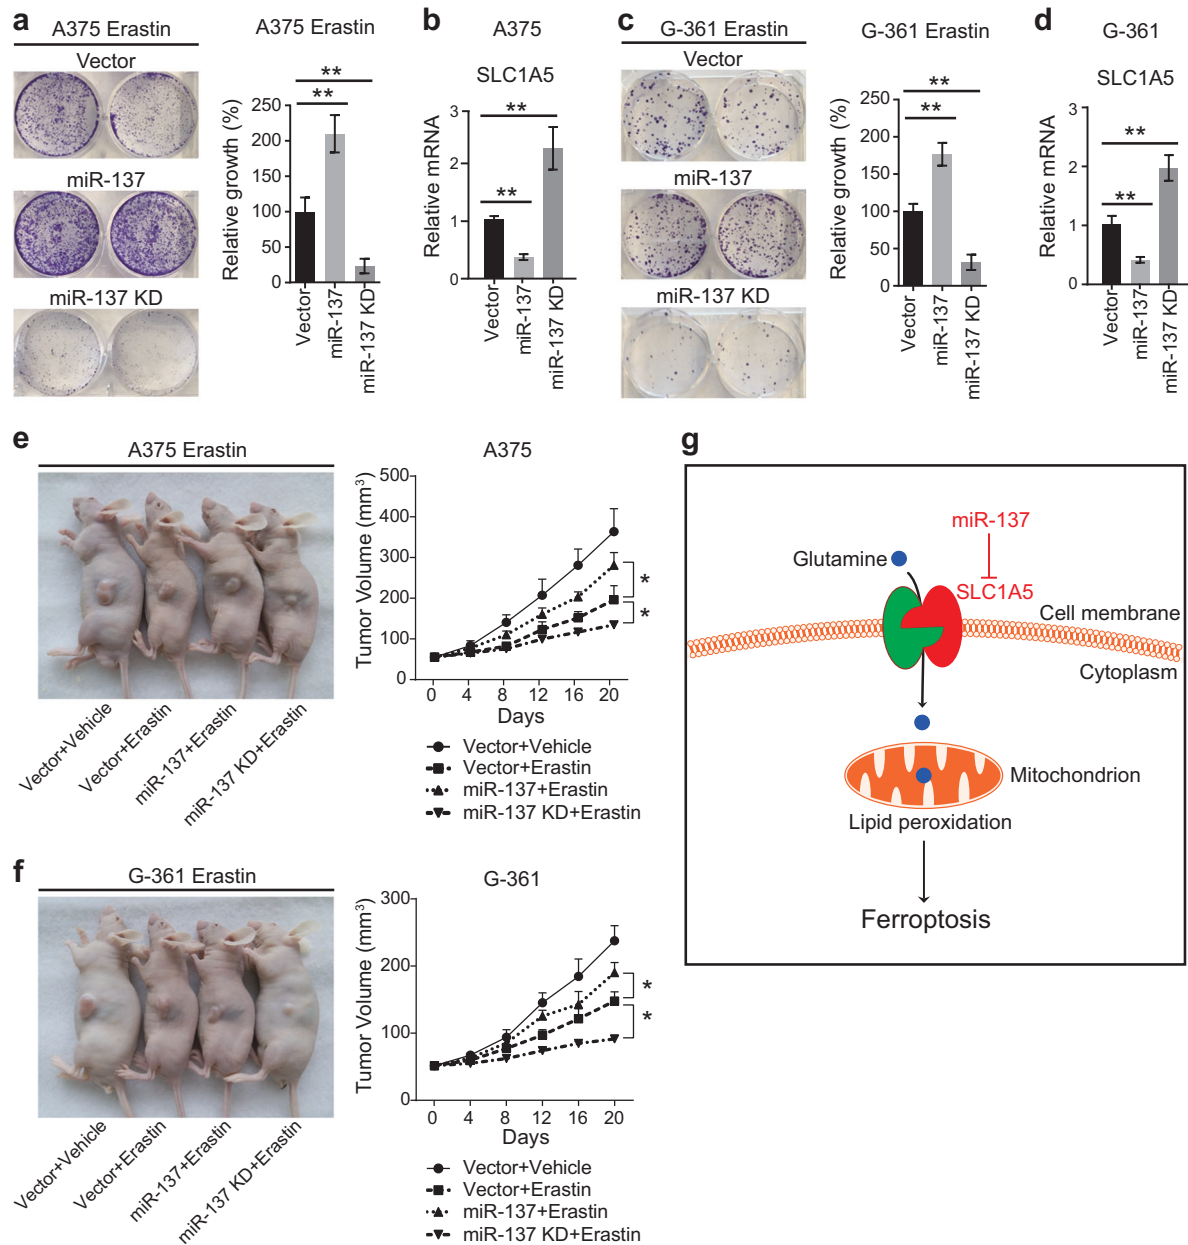 a
A375 Erastin
Vector
miR-137
miR-137 KD
A375 Erastin
**
**
Relative growth (%)
250
200
150
100
50
0
Vector
miR-137
miR-137 KD
b
A375
SLC1A5
**
**
Relative mRNA
3
2
1
0
Vector
miR-137
miR-137 KD
c
G-361 Erastin
Vector
miR-137
miR-137 KD
G-361 Erastin
**
**
Relative growth (%)
250
200
150
100
50
0
Vector
miR-137
miR-137 KD
d
G-361
SLC1A5
**
**
Relative mRNA
3
2
1
0
Vector
miR-137
miR-137 KD
e
A375 Erastin
Vector+Vehicle
Vector+Erastin
miR-137+Erastin
miR-137 KD+Erastin
A375
Tumor Volume (mm³)
500
400
300
200
100
0
0 4 8 12 16 20
Days
*
*
Vector+Vehicle
Vector+Erastin
miR-137+Erastin
miR-137 KD+Erastin
f
G-361 Erastin
Vector+Vehicle
Vector+Erastin
miR-137+Erastin
miR-137 KD+Erastin
G-361
Tumor Volume (mm³)
300
200
100
0
0 4 8 12 16 20
Days
*
*
Vector+Vehicle
Vector+Erastin
miR-137+Erastin
miR-137 KD+Erastin
g
miR-137
Glutamine
SLC1A5
Cell membrane
Cytoplasm
Mitochondrion
Lipid peroxidation
Ferroptosis